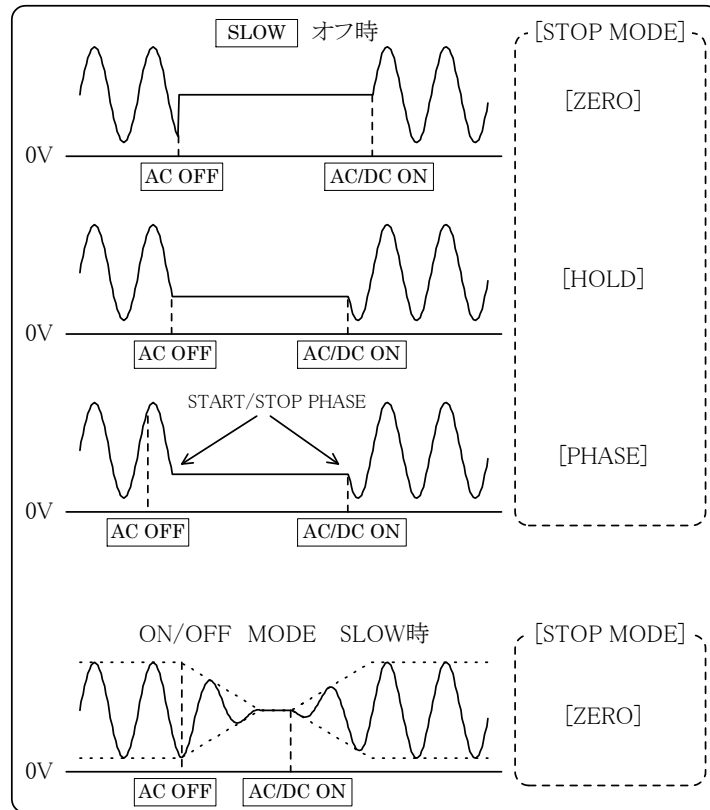 SLOW オフ時
[STOP MODE]
[ZERO]
0V
AC OFF
AC/DC ON
[HOLD]
0V
AC OFF
AC/DC ON
START/STOP PHASE
[PHASE]
0V
AC OFF
AC/DC ON
ON/OFF MODE SLOW時
[STOP MODE]
[ZERO]
0V
AC OFF
AC/DC ON